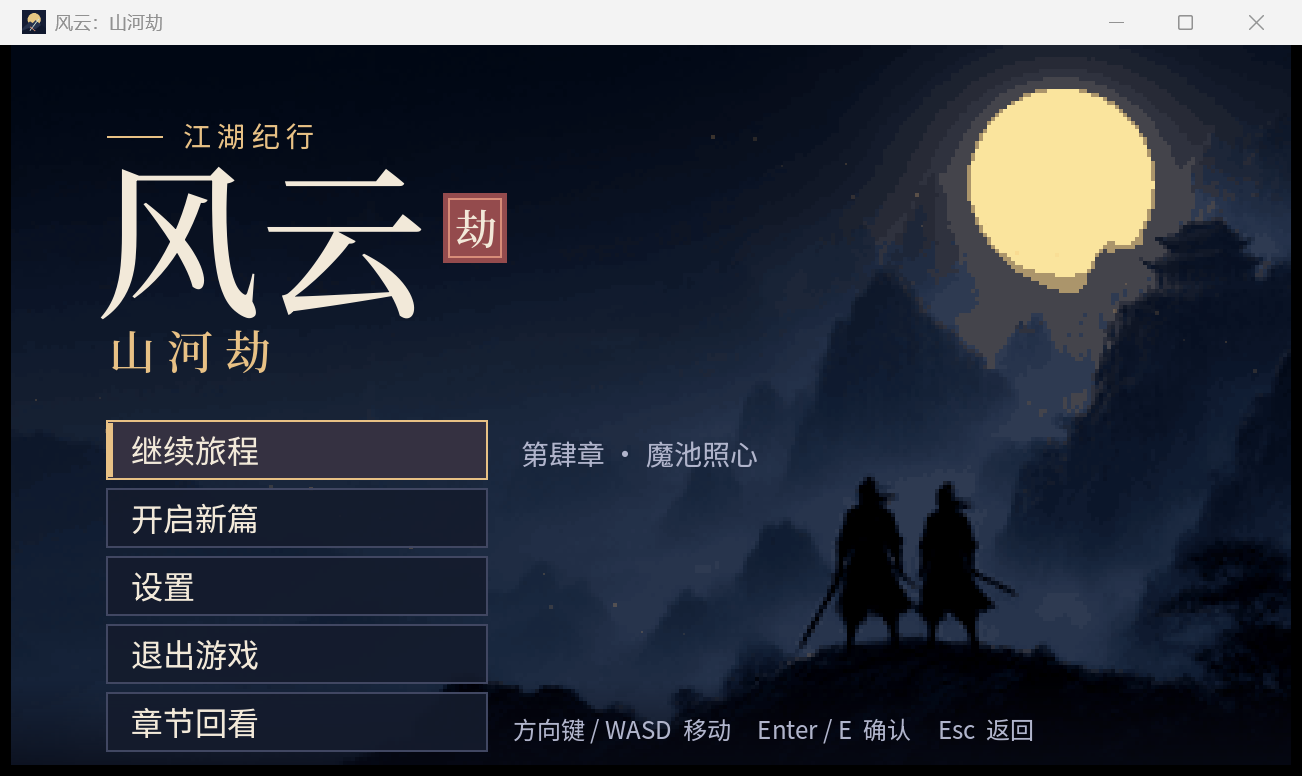 风云：山河劫
江湖纪行
风云
劫
山河劫
继续旅程
第肆章 · 魔池照心
开启新篇
设置
退出游戏
章节回看
方向键 / WASD 移动 Enter / E 确认 Esc 返回